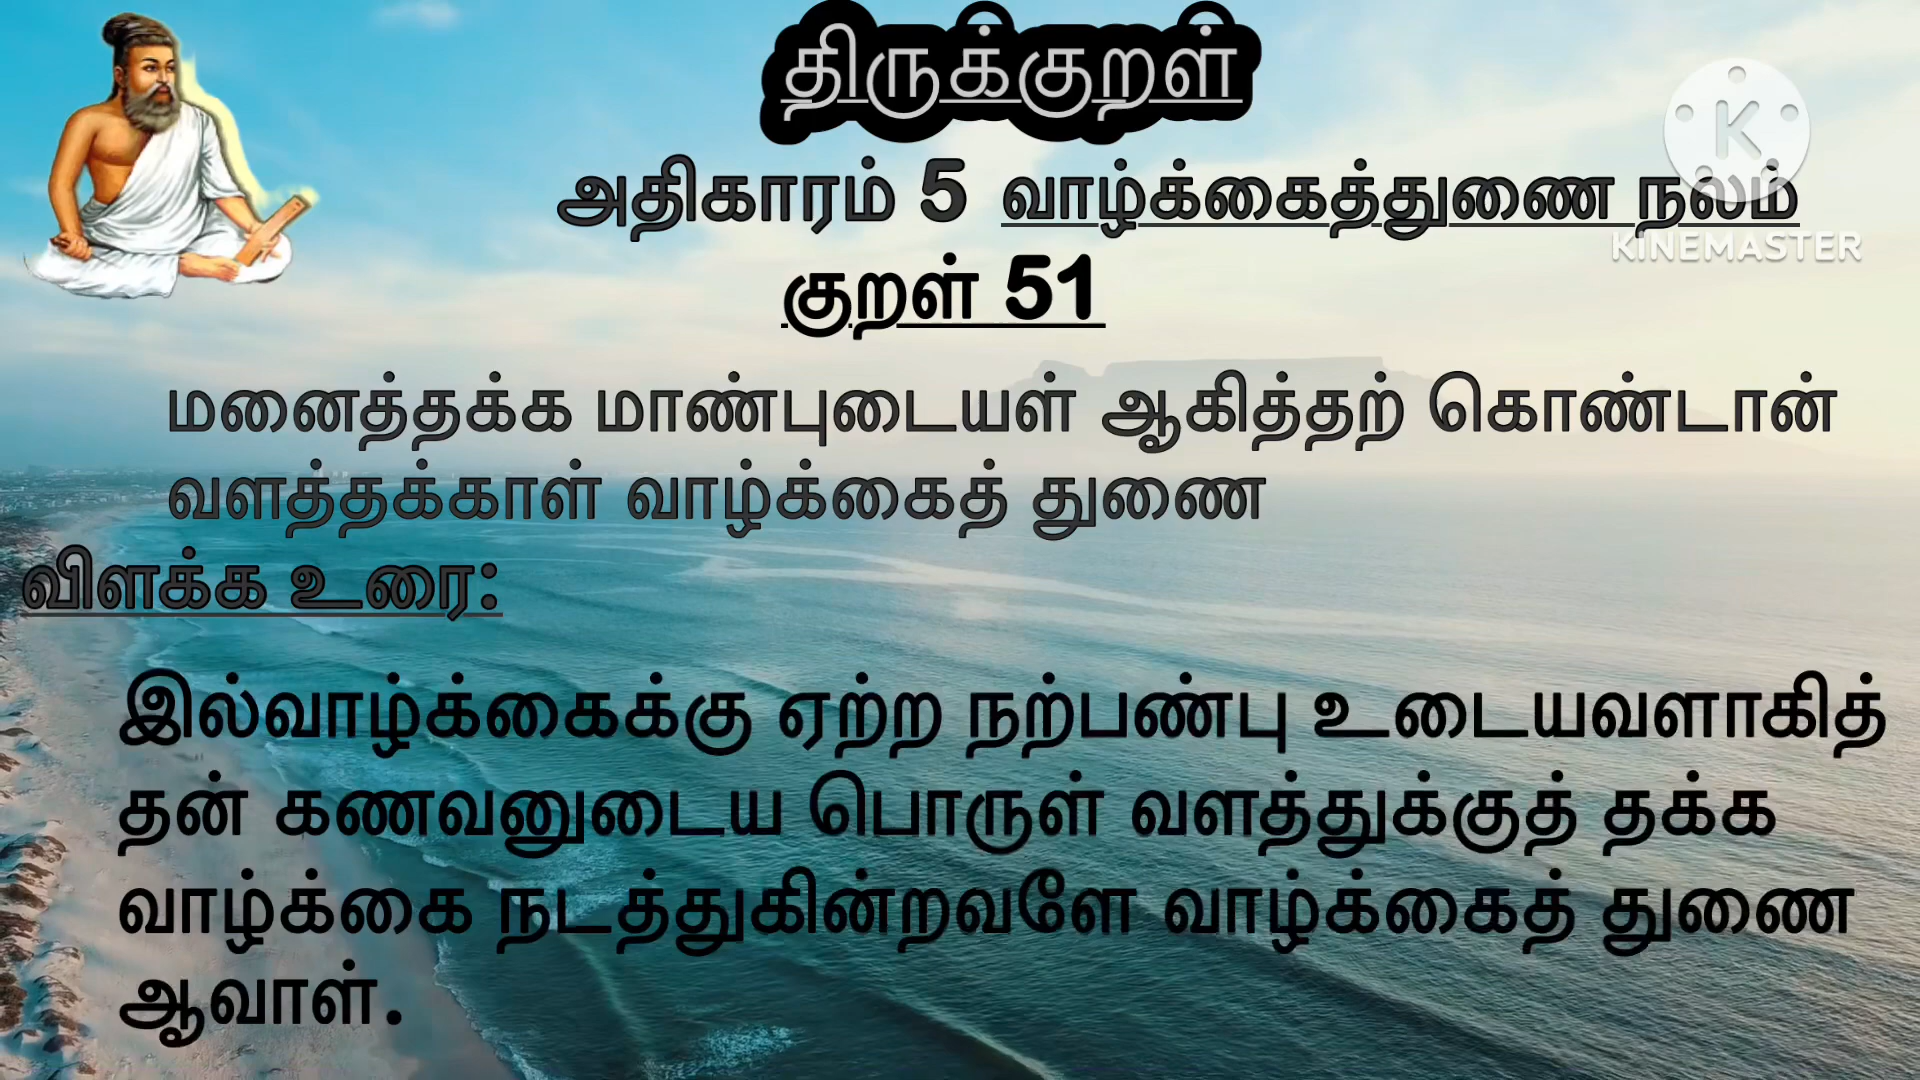 திருக்குறள்
அதிகாரம் 5 வாழ்க்கைத்துணை நலம்
KINEMASTER
குறள் 51
மனைத்தக்க மாண்புடையள் ஆகித்தற் கொண்டான்
வளத்தக்காள் வாழ்க்கைத் துணை
விளக்க உரை:
இல்வாழ்க்கைக்கு ஏற்ற நற்பண்பு உடையவளாகித்
தன் கணவனுடைய பொருள் வளத்துக்குத் தக்க
வாழ்க்கை நடத்துகின்றவளே வாழ்க்கைத் துணை
ஆவாள்.